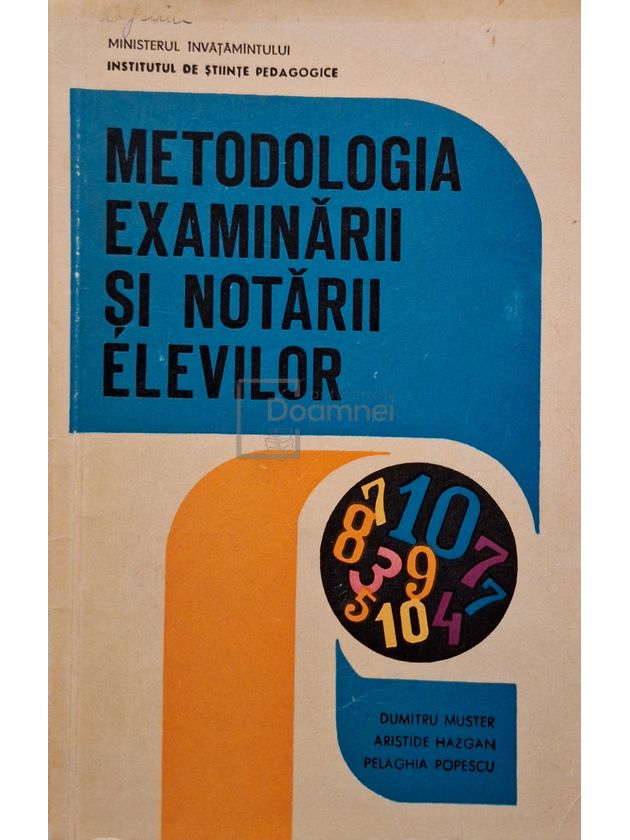 MINISTERUL INVĂȚAMÎNTULUI
INSTITUTUL DE ȘTIINȚE PEDAGOGICE
METODOLOGIA
EXAMINĂRII
ȘI NOTĂRII
ELEVILOR
Doamnei
7
10
8
7
3
9
7
5
10
4
DUMITRU MUSTER
ARISTIDE HAZGAN
PELAGHIA POPESCU